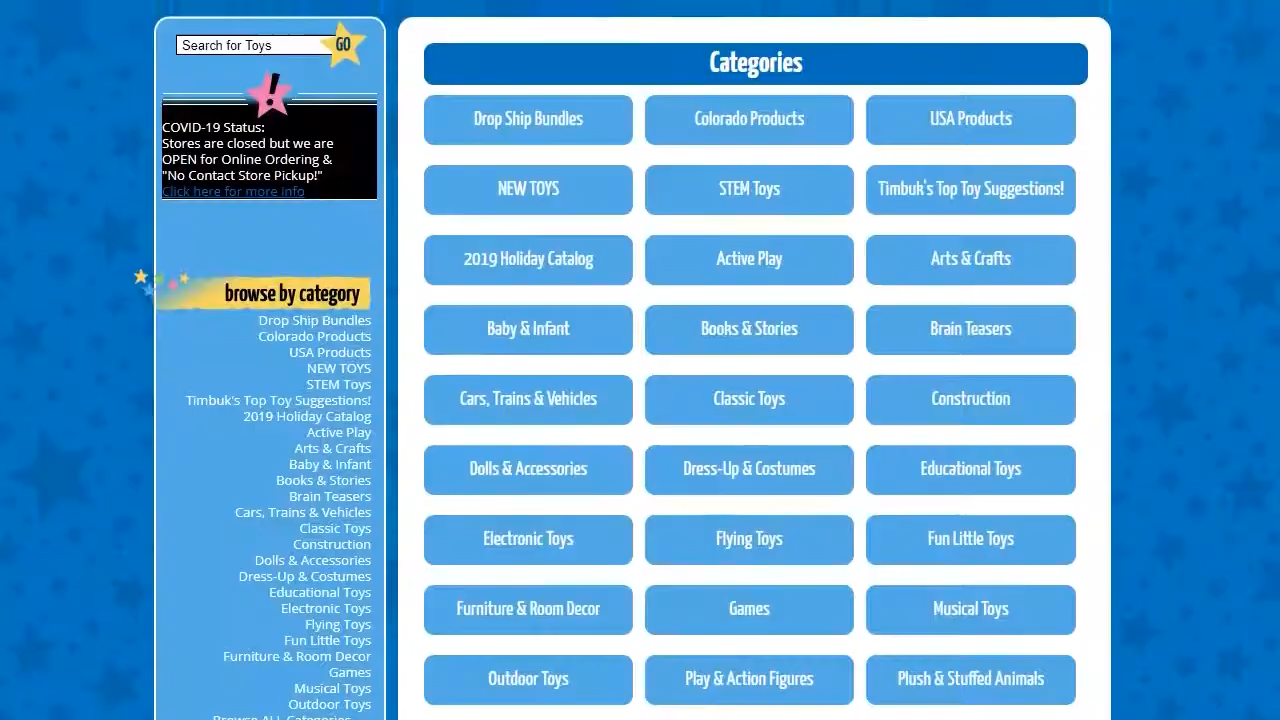 Search for Toys
GO
!
COVID-19 Status:
Stores are closed but we are
OPEN for Online Ordering &
"No Contact Store Pickup!"
Click here for more info
browse by category
Drop Ship Bundles
Colorado Products
USA Products
NEW TOYS
STEM Toys
Timbuk's Top Toy Suggestions!
2019 Holiday Catalog
Active Play
Arts & Crafts
Baby & Infant
Books & Stories
Brain Teasers
Cars, Trains & Vehicles
Classic Toys
Construction
Dolls & Accessories
Dress-Up & Costumes
Educational Toys
Electronic Toys
Flying Toys
Fun Little Toys
Furniture & Room Decor
Games
Musical Toys
Outdoor Toys
Browse ALL Categories
Categories
Drop Ship Bundles
Colorado Products
USA Products
NEW TOYS
STEM Toys
Timbuk's Top Toy Suggestions!
2019 Holiday Catalog
Active Play
Arts & Crafts
Baby & Infant
Books & Stories
Brain Teasers
Cars, Trains & Vehicles
Classic Toys
Construction
Dolls & Accessories
Dress-Up & Costumes
Educational Toys
Electronic Toys
Flying Toys
Fun Little Toys
Furniture & Room Decor
Games
Musical Toys
Outdoor Toys
Play & Action Figures
Plush & Stuffed Animals